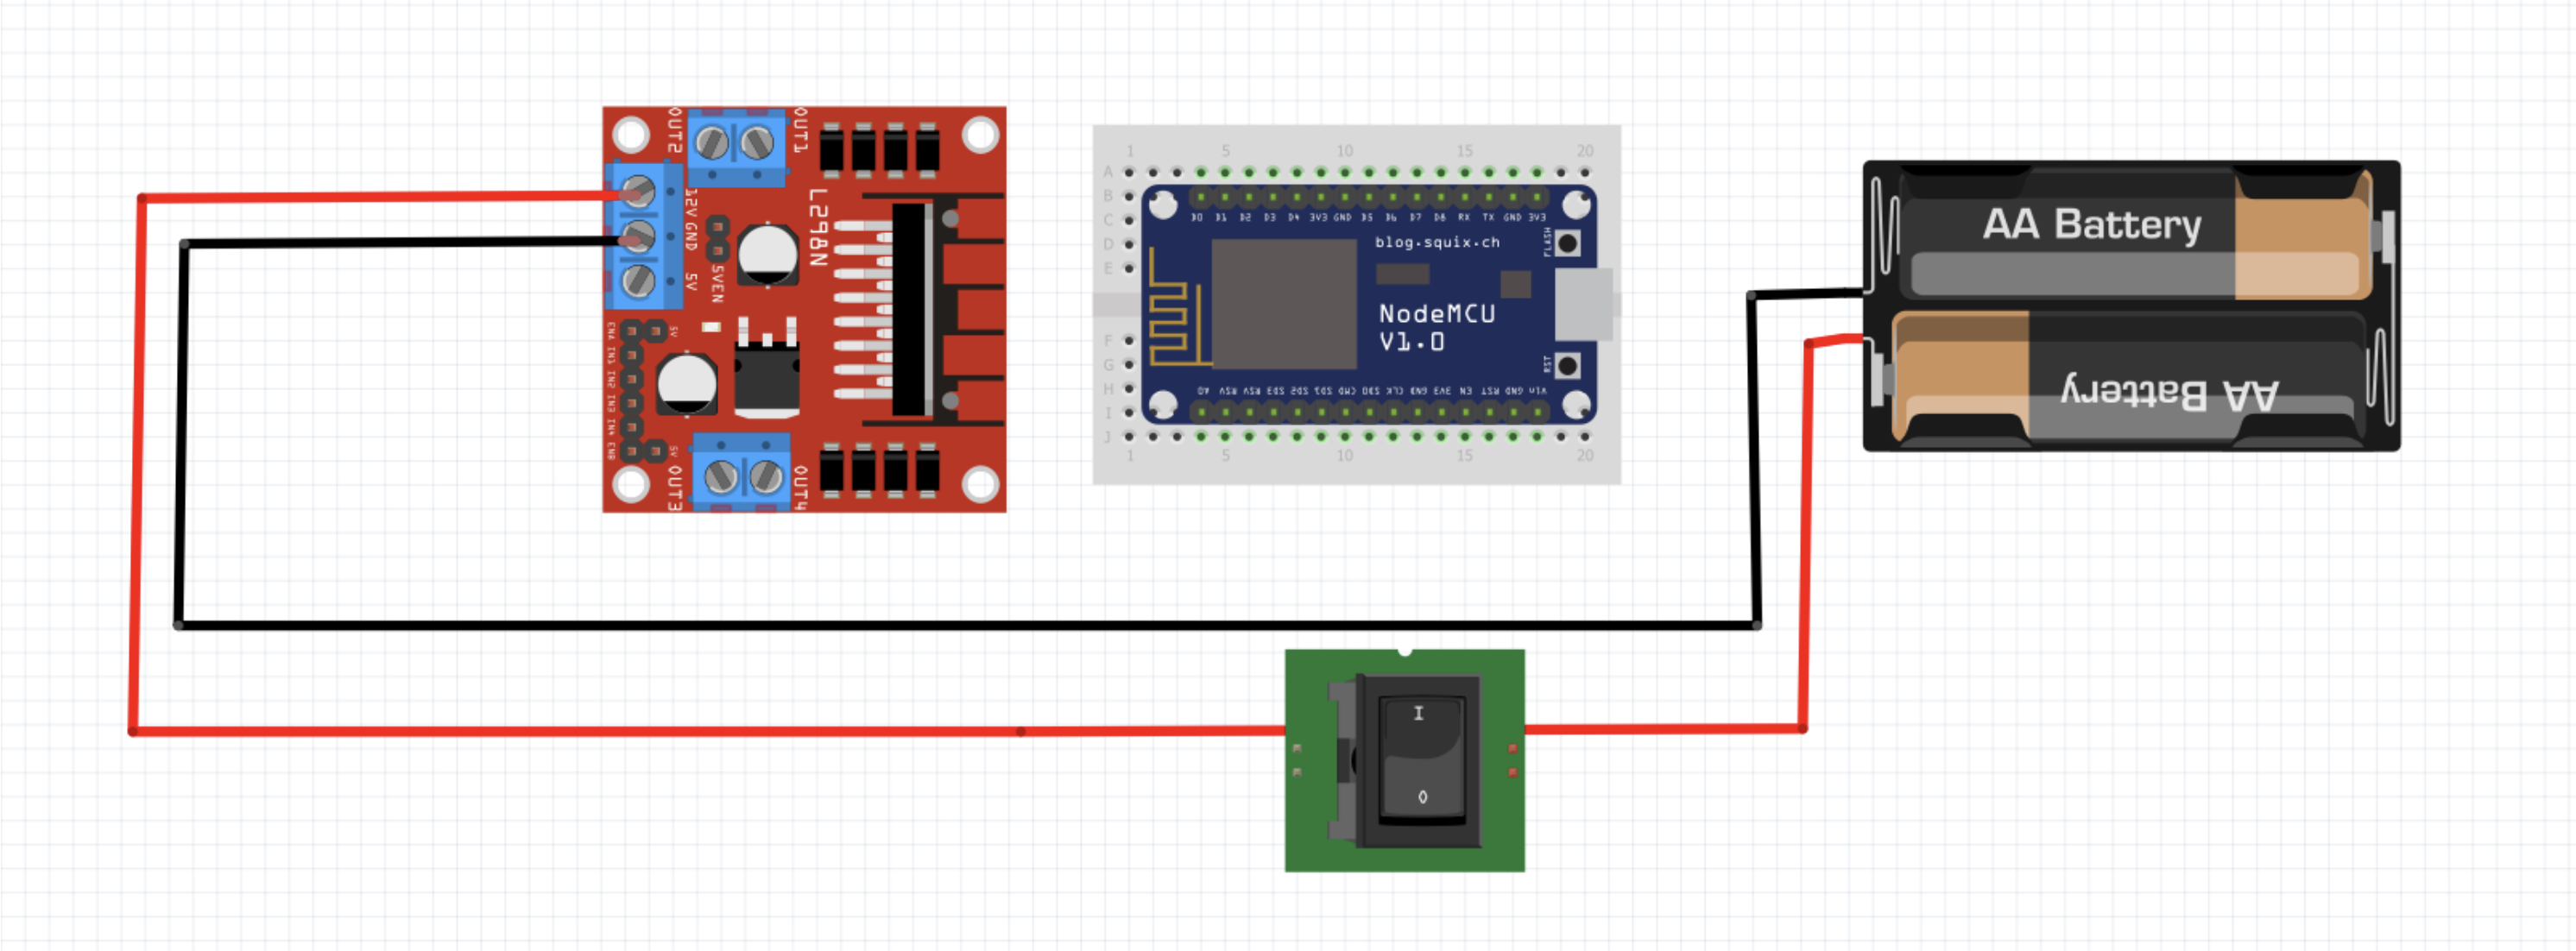 OUT2
OUT1
12V
GND
5V
5VEN
L298N
ENA
5V
IN1
IN2
IN3
IN4
ENB
5V
OUT3
OUT4
1 5 10 15 20
A
B
C
D
E
F
G
H
I
J
D0 D1 D2 D3 D4 3V3 GND D5 D6 D7 D8 RX TX GND 3V3
blog.squix.ch
FLASH
NodeMCU
V1.0
RST
A0 RSV RSV SD3 SD2 SD1 CMD SD0 CLK GND 3V3 EN RST GND Vin
1 5 10 15 20
AA Battery
AA Battery
I
0